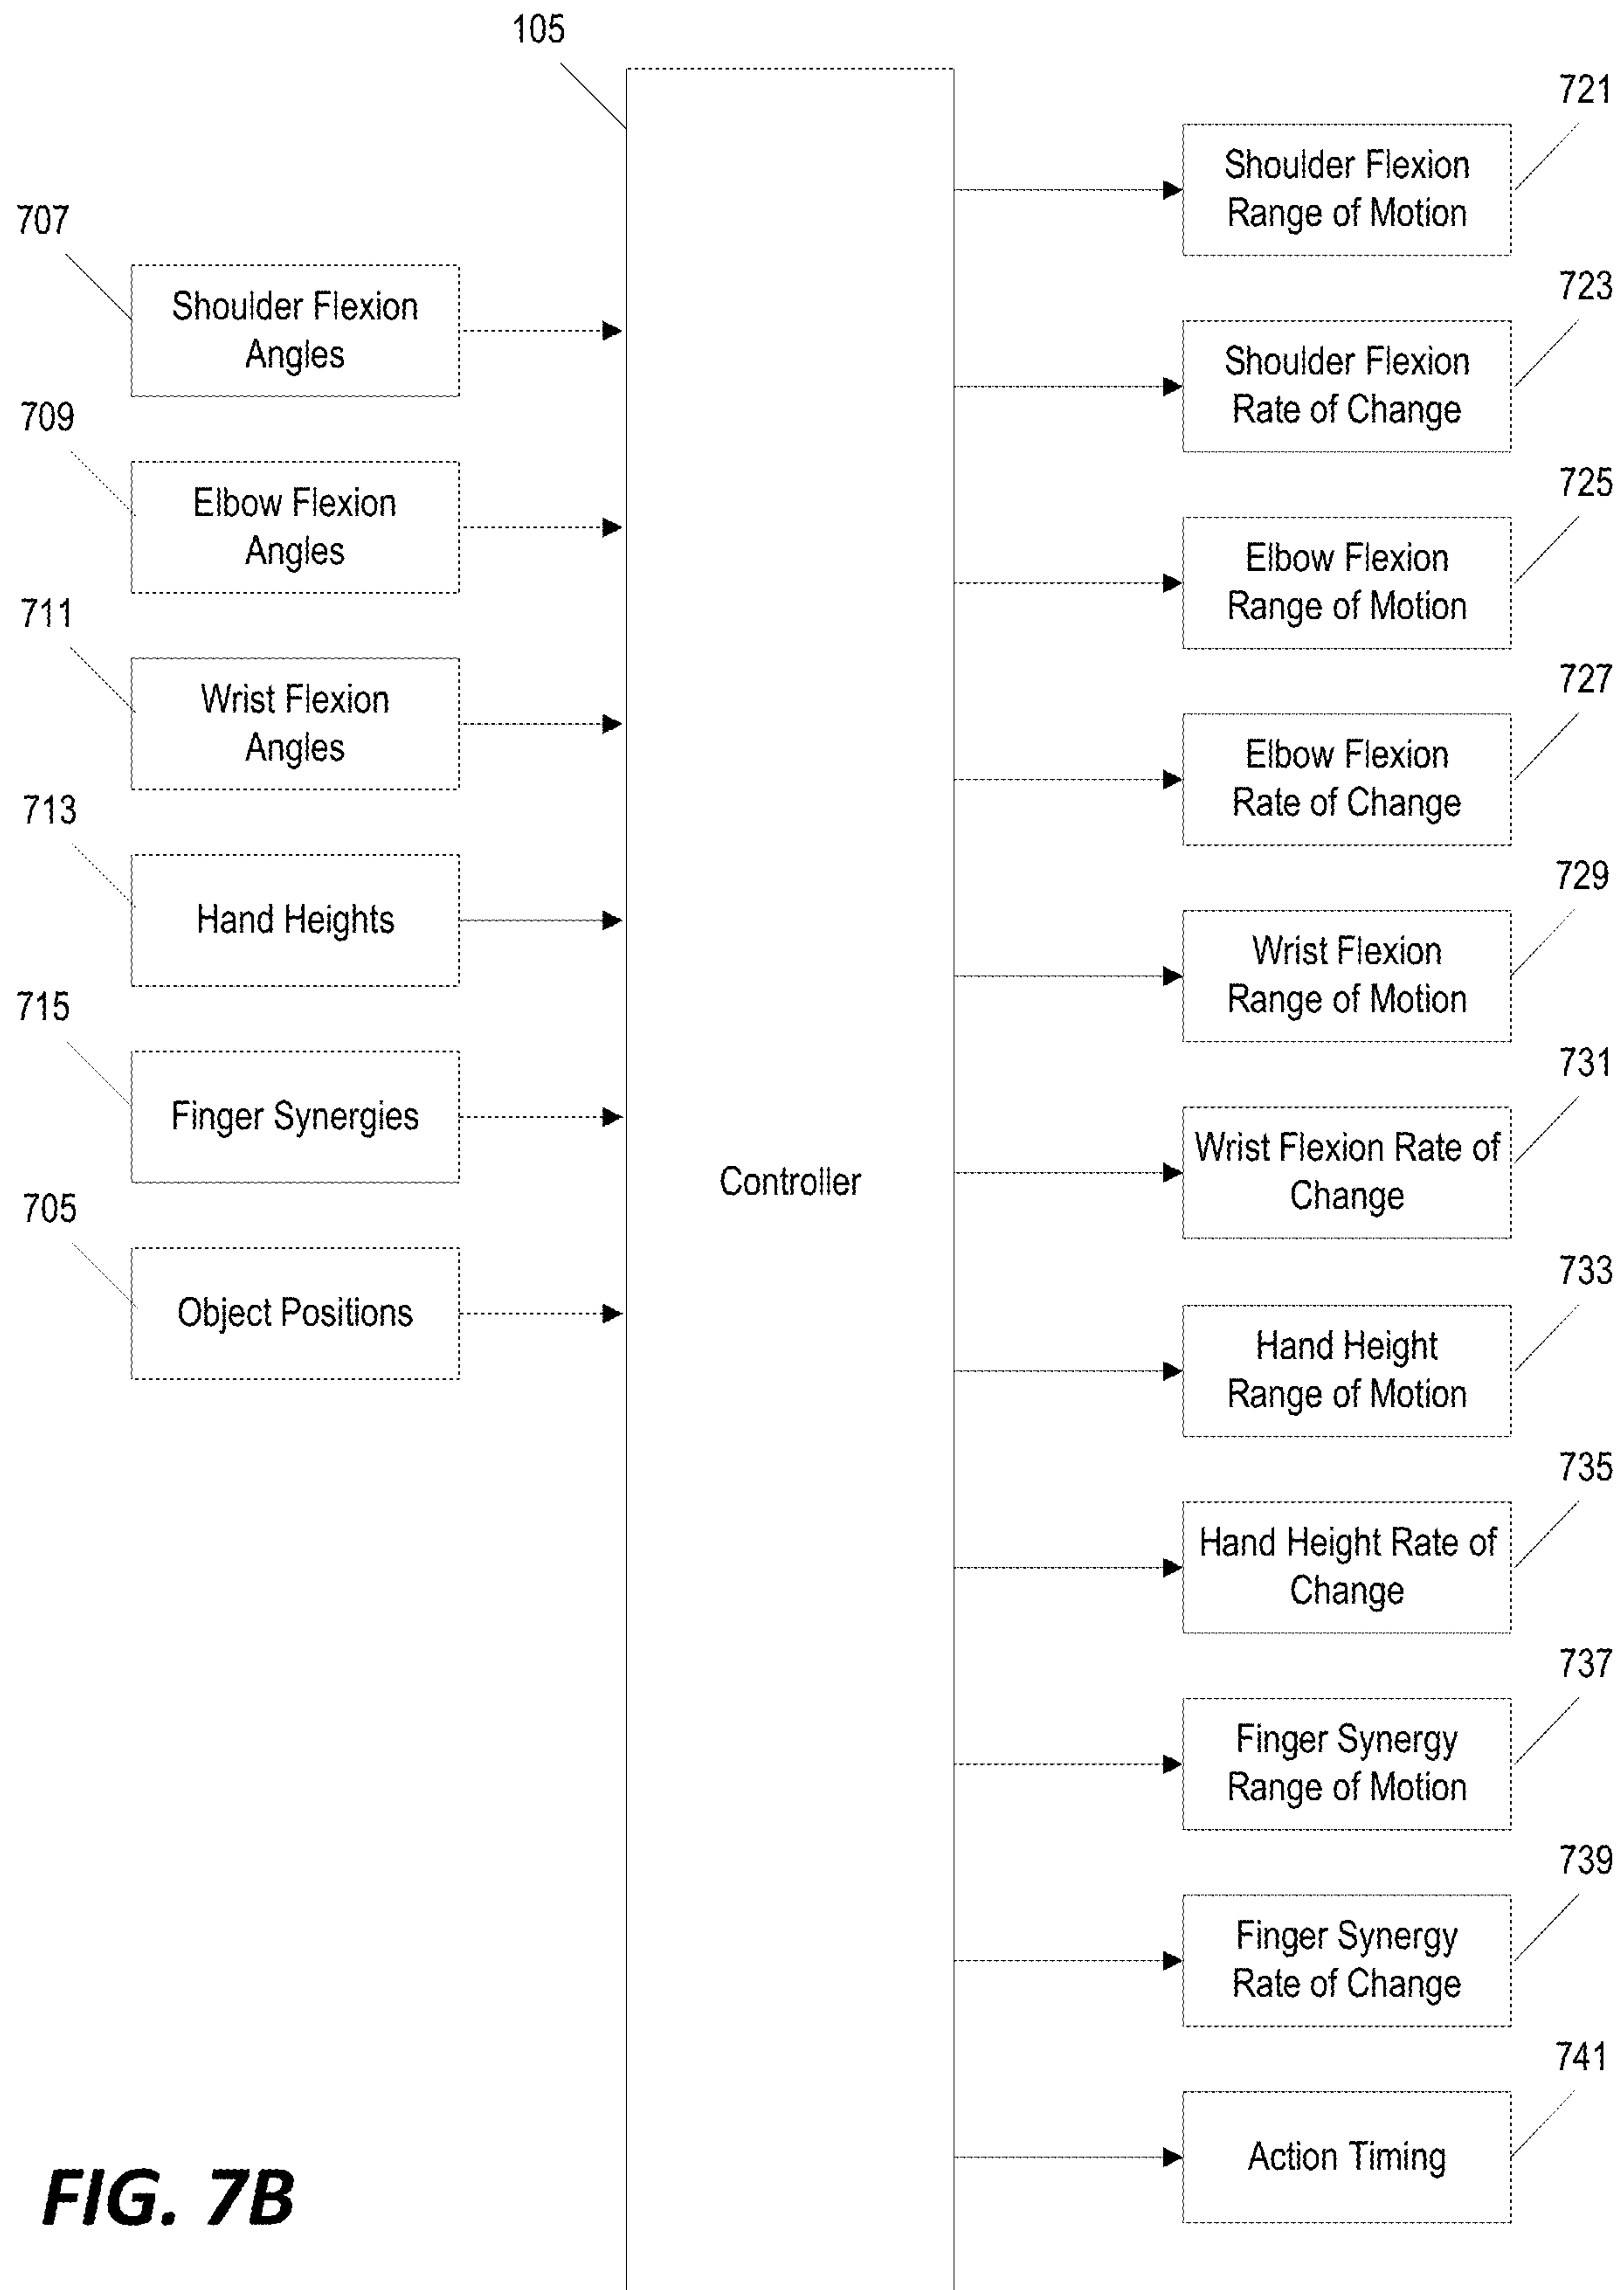 105
707
Shoulder Flexion
Angles
709
Elbow Flexion
Angles
711
Wrist Flexion
Angles
713
Hand Heights
715
Finger Synergies
705
Object Positions
Controller
721
Shoulder Flexion
Range of Motion
723
Shoulder Flexion
Rate of Change
725
Elbow Flexion
Range of Motion
727
Elbow Flexion
Rate of Change
729
Wrist Flexion
Range of Motion
731
Wrist Flexion Rate of
Change
733
Hand Height
Range of Motion
735
Hand Height Rate of
Change
737
Finger Synergy
Range of Motion
739
Finger Synergy
Rate of Change
741
Action Timing
FIG. 7B